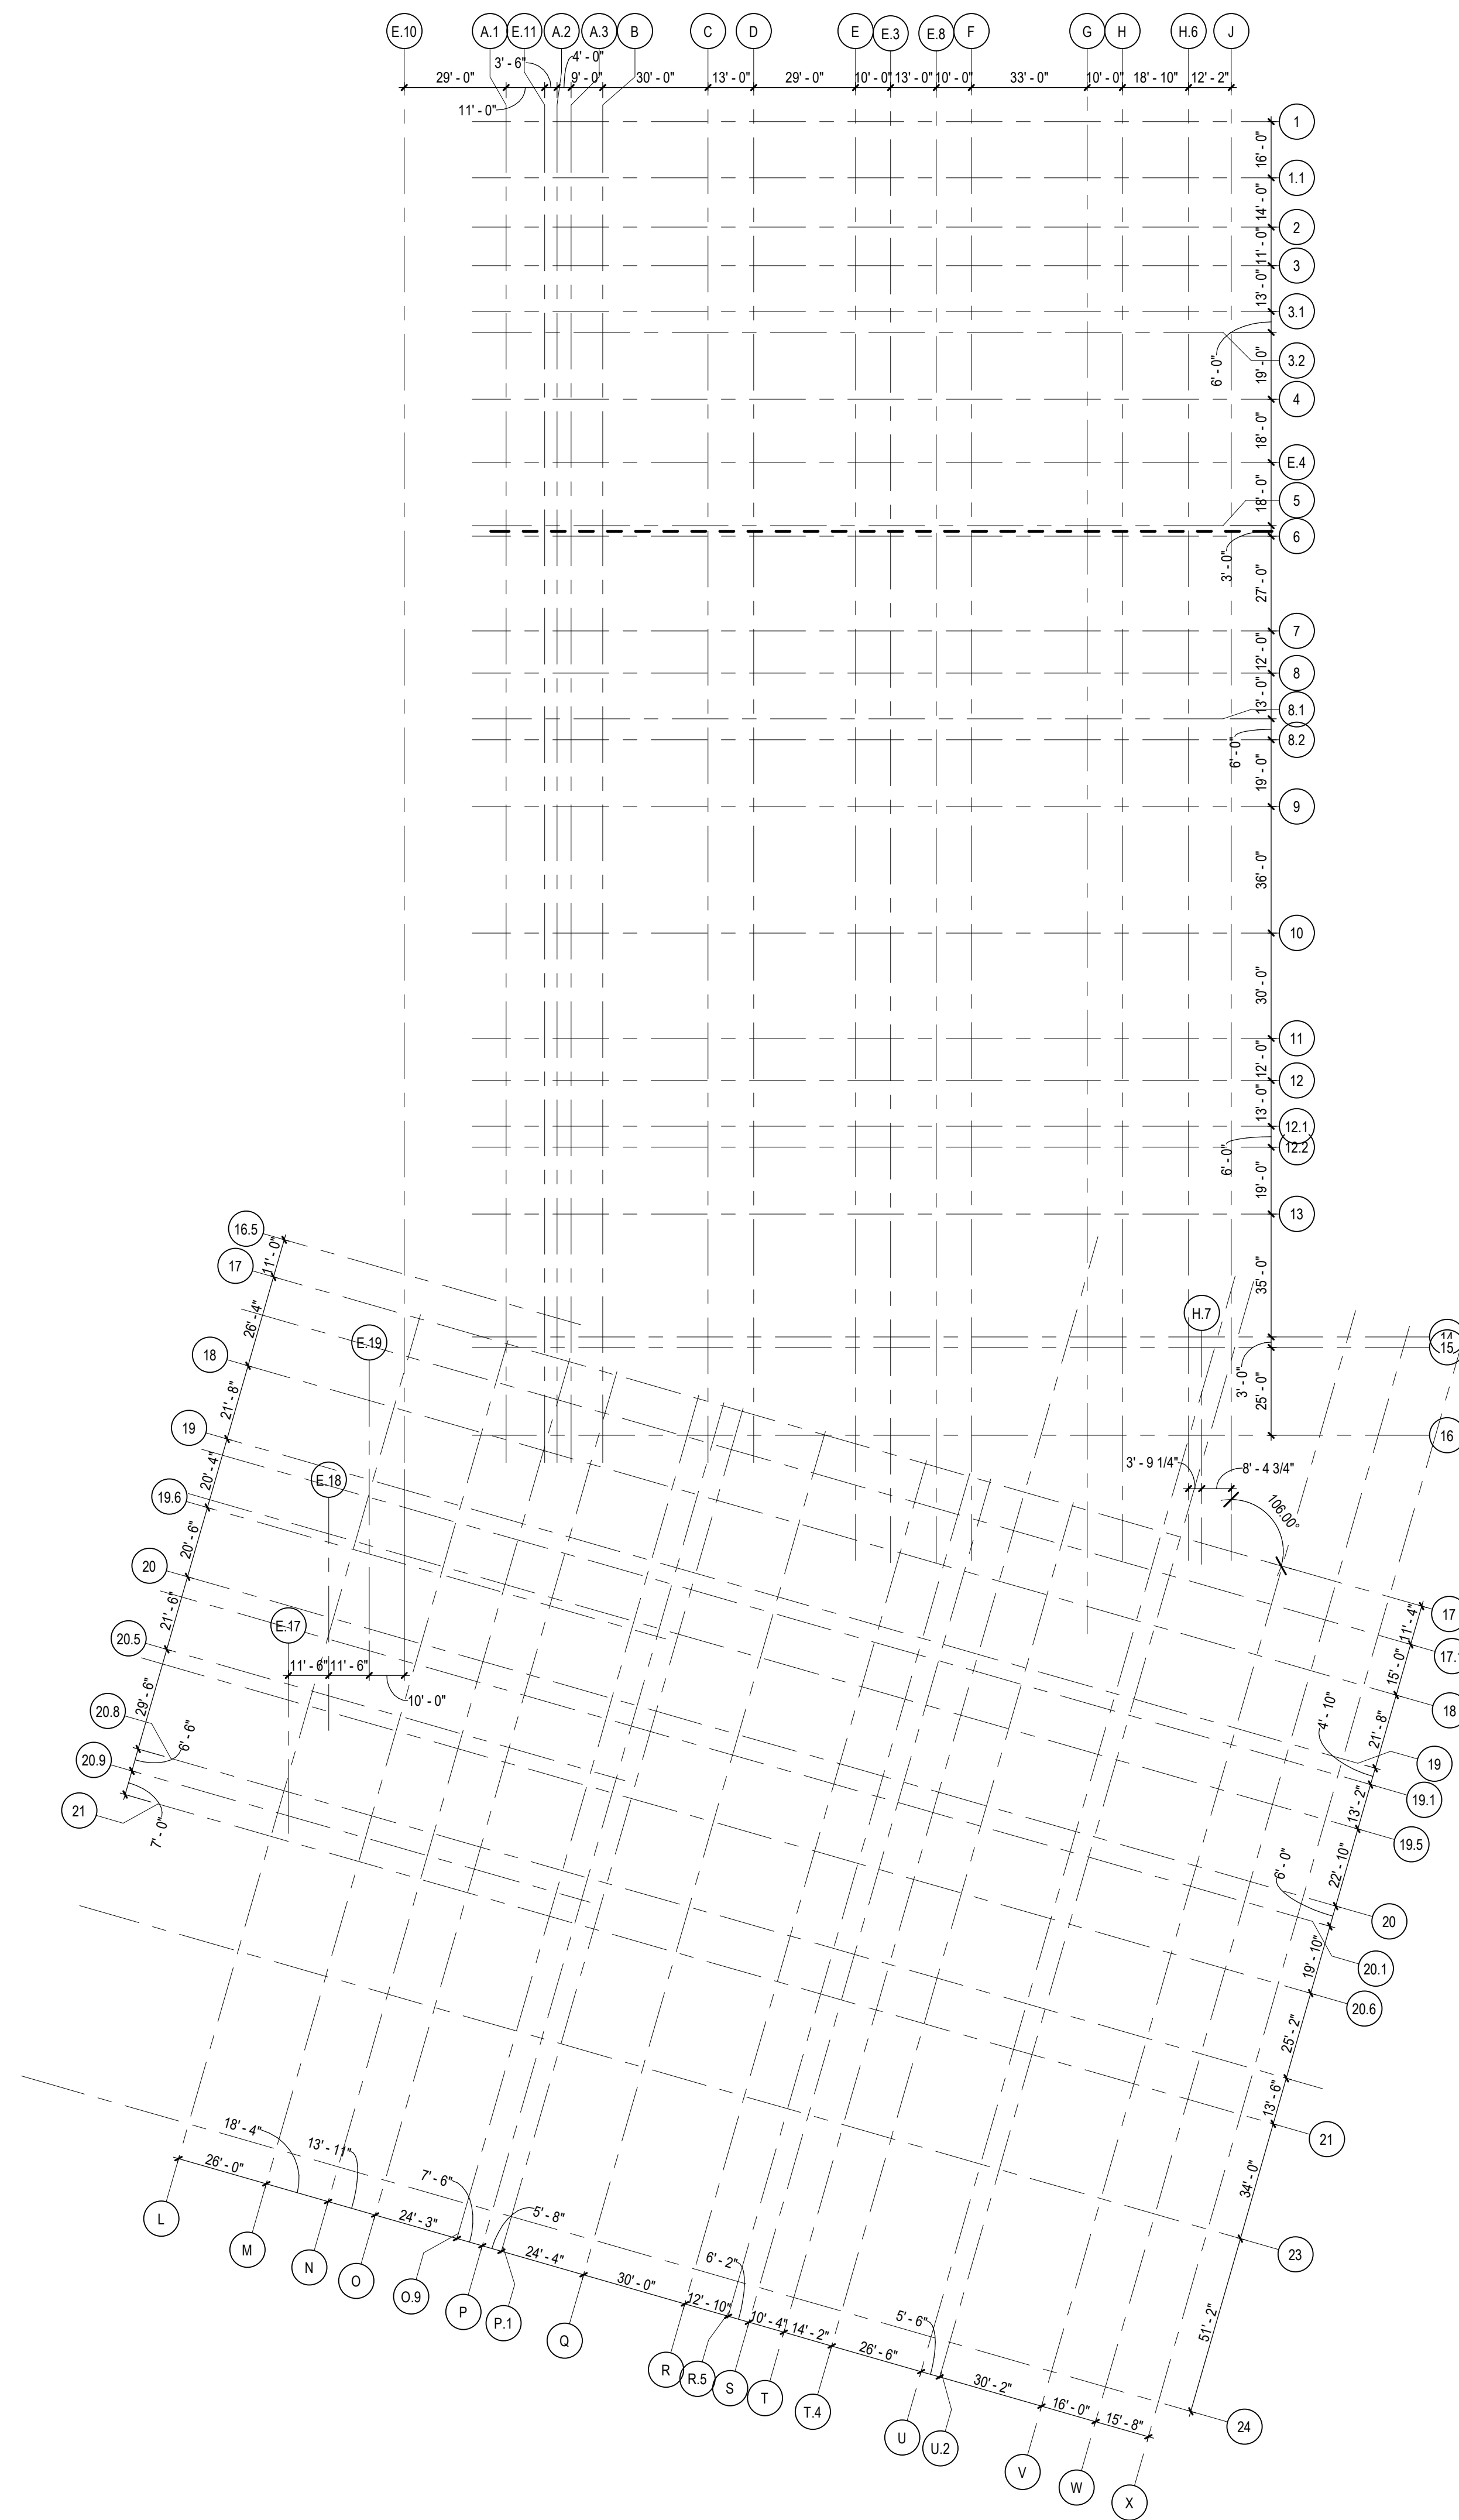 E.10 A.1 E.11 A.2 A.3 B C D E E.3 E.8 F G H H.6 J
3' - 6" 4' - 0"
29' - 0" 9' - 0" 30' - 0" 13' - 0" 29' - 0" 10' - 0" 13' - 0" 10' - 0" 33' - 0" 10' - 0" 18' - 10" 12' - 2"
11' - 0"
1
16' - 0"
1.1
14' - 0"
2
11' - 0"
3
13' - 0"
3.1
6' - 0"
3.2
19' - 0"
4
18' - 0"
E.4
18' - 0"
5
6
3' - 0"
27' - 0"
7
12' - 0"
8
13' - 0"
8.1
6' - 0"
8.2
19' - 0"
9
36' - 0"
10
30' - 0"
11
12' - 0"
12
13' - 0"
12.1
6' - 0"
12.2
19' - 0"
13
35' - 0"
H.7
14
15
3' - 0"
25' - 0"
16
3' - 9 1/4" 8' - 4 3/4"
106.00°
16.5
11' - 0"
17
26' - 4"
18
21' - 8"
19
20' - 4"
19.6
20' - 6"
20
21' - 6"
20.5
29' - 6"
20.8
6' - 6"
20.9
7' - 0"
21
E.19
E.18
E.17
11' - 6" 11' - 6"
10' - 0"
17
11' - 4"
15' - 0"
18
21' - 8"
4' - 10"
19
19.1
13' - 2"
19.5
22' - 10"
6' - 0"
20
20.1
19' - 10"
20.6
25' - 2"
13' - 6"
21
34' - 0"
23
51' - 2"
24
18' - 4" 13' - 11" 7' - 6" 5' - 8" 6' - 2" 5' - 6"
26' - 0" 24' - 3" 24' - 4" 30' - 0" 12' - 10" 10' - 4" 14' - 2" 26' - 6" 30' - 2" 16' - 0" 15' - 8"
L M N O O.9 P P.1 Q R R.5 S T T.4 U U.2 V W X